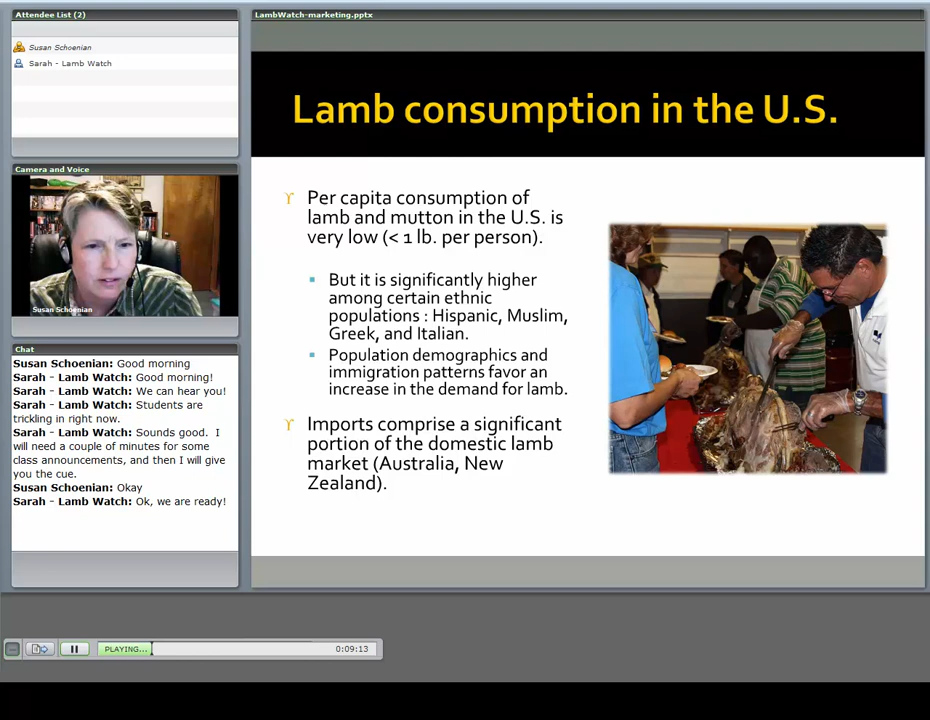 Attendee List (2)
Susan Schoenian
Sarah - Lamb Watch
Camera and Voice
Susan Schoenian
Chat
Susan Schoenian: Good morning
Sarah - Lamb Watch: Good morning!
Sarah - Lamb Watch: We can hear you!
Sarah - Lamb Watch: Students are
trickling in right now.
Sarah - Lamb Watch: Sounds good. I
will need a couple of minutes for some
class announcements, and then I will give
you the cue.
Susan Schoenian: Okay
Sarah - Lamb Watch: Ok, we are ready!
LambWatch-marketing.pptx
Lamb consumption in the U.S.
Per capita consumption of
lamb and mutton in the U.S. is
very low (< 1 lb. per person).
But it is significantly higher
among certain ethnic
populations : Hispanic, Muslim,
Greek, and Italian.
Population demographics and
immigration patterns favor an
increase in the demand for lamb.
Imports comprise a significant
portion of the domestic lamb
market (Australia, New
Zealand).
PLAYING...
0:09:13